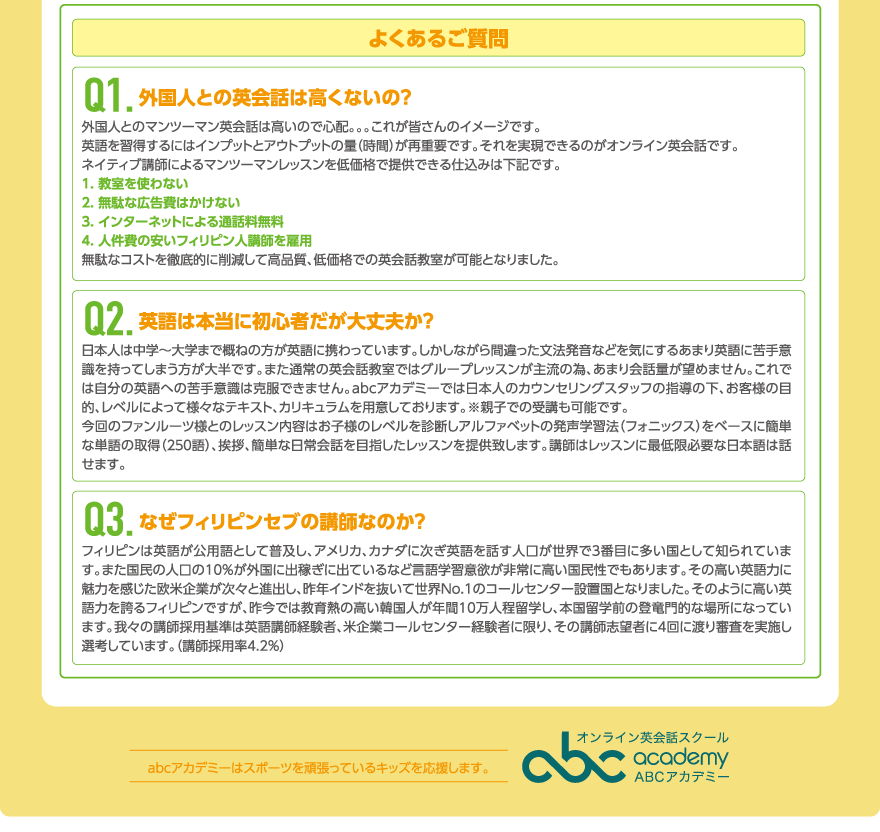 よくあるご質問
Q1. 外国人との英会話は高くないの?
外国人とのマンツーマン英会話は高いので心配。。。これが皆さんのイメージです。
英語を習得するにはインプットとアウトプットの量(時間)が再重要です。それを実現できるのがオンライン英会話です。
ネイティブ講師によるマンツーマンレッスンを低価格で提供できる仕込みは下記です。
1. 教室を使わない
2. 無駄な広告費はかけない
3. インターネットによる通話料無料
4. 人件費の安いフィリピン人講師を雇用
無駄なコストを徹底的に削減して高品質、低価格での英会話教室が可能となりました。
Q2. 英語は本当に初心者だが大丈夫か?
日本人は中学〜大学まで概ねの方が英語に携わっています。しかしながら間違った文法発音などを気にするあまり英語に苦手意
識を持ってしまう方が大半です。また通常の英会話教室ではグループレッスンが主流の為、あまり会話量が望めません。これで
は自分の英語への苦手意識は克服できません。abcアカデミーでは日本人のカウンセリングスタッフの指導の下、お客様の目
的、レベルによって様々なテキスト、カリキュラムを用意しております。※親子での受講も可能です。
今回のファンルーツ様とのレッスン内容はお子様のレベルを診断しアルファベットの発声学習法(フォニックス)をベースに簡単
な単語の取得(250語)、挨拶、簡単な日常会話を目指したレッスンを提供致します。講師はレッスンに最低限必要な日本語は話
せます。
Q3. なぜフィリピンセブの講師なのか?
フィリピンは英語が公用語として普及し、アメリカ、カナダに次ぎ英語を話す人口が世界で3番目に多い国として知られていま
す。また国民の人口の10%が外国に出稼ぎに出ているなど言語学習意欲が非常に高い国民性でもあります。その高い英語力に
魅力を感じた欧米企業が次々と進出し、昨年インドを抜いて世界No.1のコールセンター設置国となりました。そのように高い英
語力を誇るフィリピンですが、昨今では教育熱の高い韓国人が年間10万人程留学し、本国留学前の登竜門的な場所になってい
ます。我々の講師採用基準は英語講師経験者、米企業コールセンター経験者に限り、その講師志望者に4回に渡り審査を実施し
選考しています。(講師採用率4.2%)
abcアカデミーはスポーツを頑張っているキッズを応援します。
オンライン英会話スクール
abc academy
ABCアカデミー